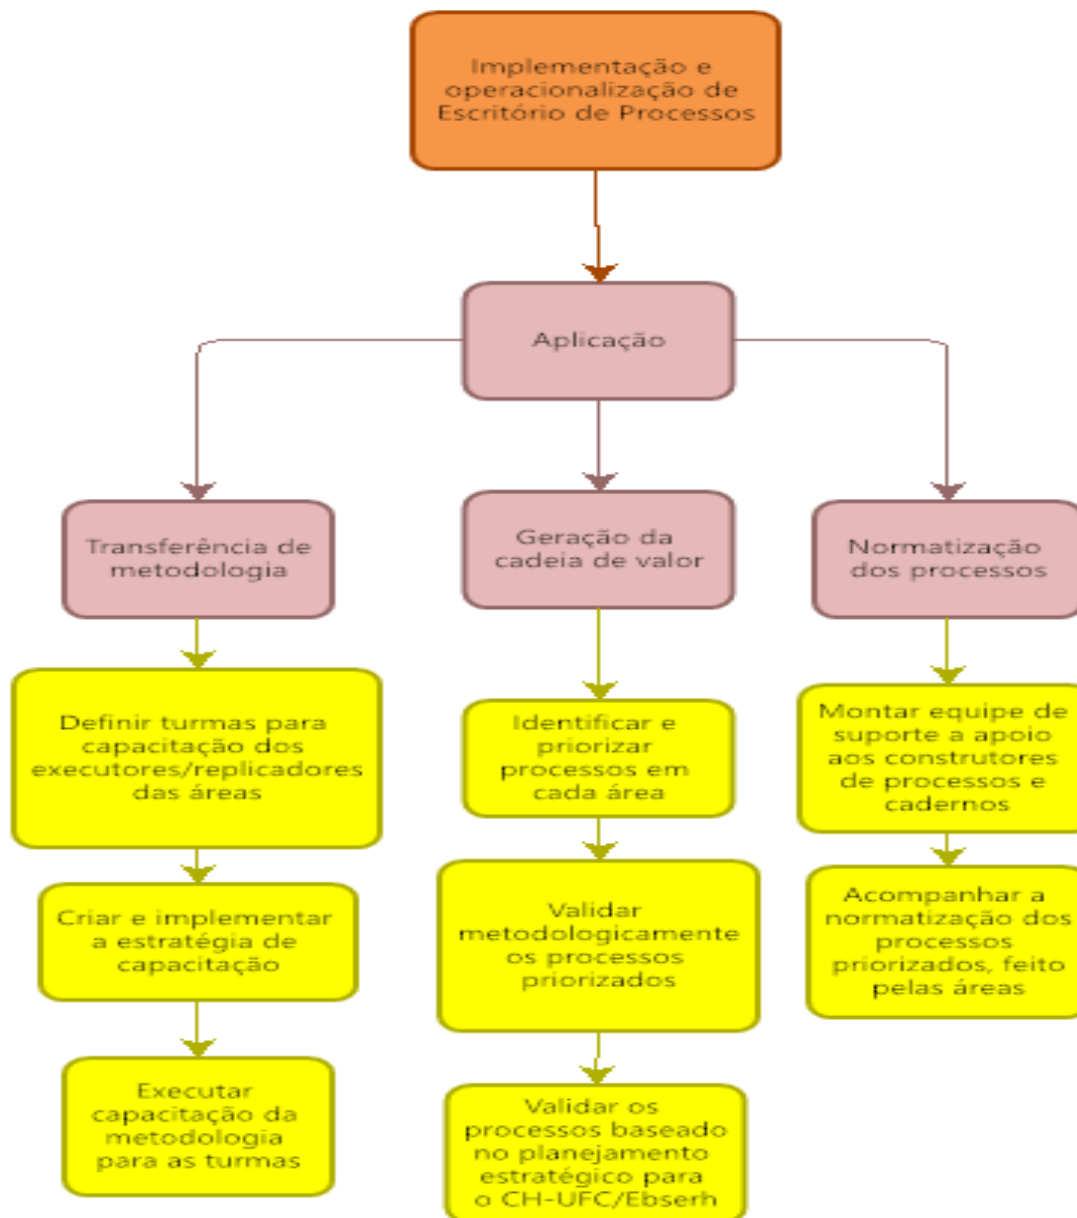 Implementação e
operacionalização de
Escritório de Processos
Aplicação
Transferência de
metodologia
Geração da
cadeia de valor
Normatização
dos processos
Definir turmas para
capacitação dos
executores/replicadores
das áreas
Criar e implementar
a estratégia de
capacitação
Executar
capacitação da
metodologia
para as turmas
Identificar e
priorizar
processos em
cada área
Validar
metodologicamente
os processos
priorizados
Validar os
processos baseado
no planejamento
estratégico para
o CH-UFC/Ebserh
Montar equipe de
suporte a apoio
aos construtores
de processos e
cadernos
Acompanhar a
normatização dos
processos
priorizados, feito
pelas áreas